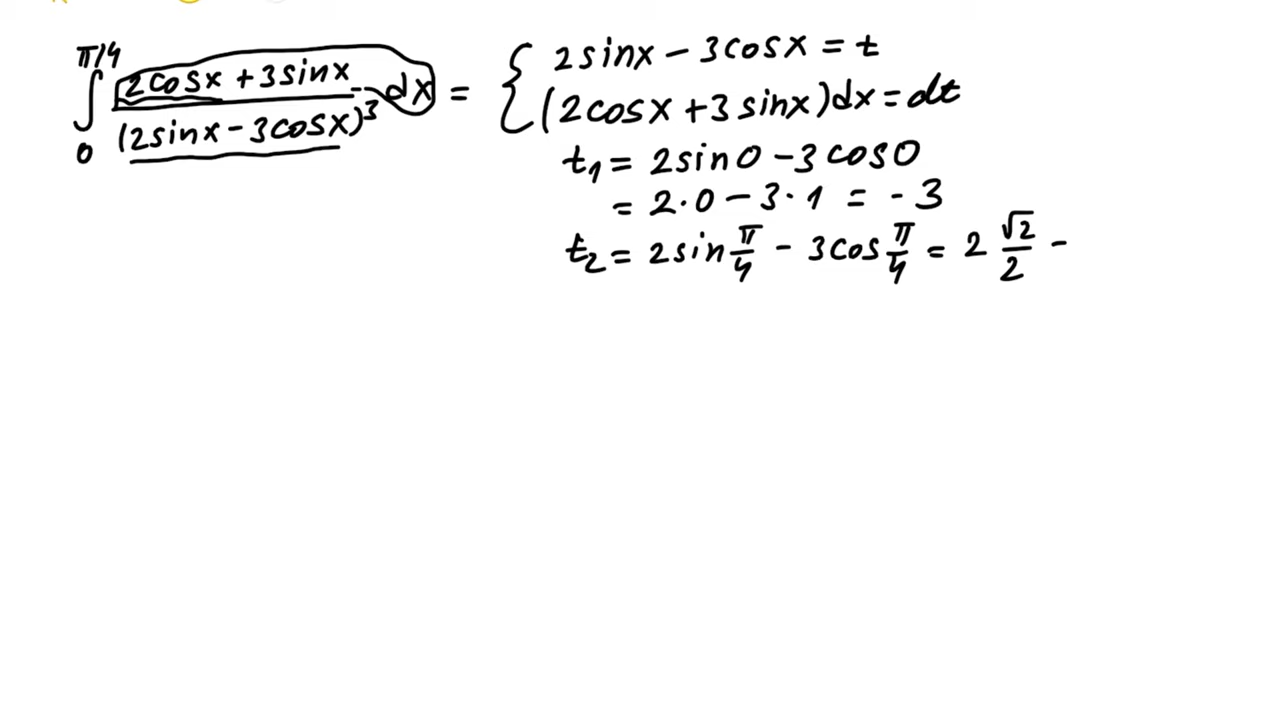 ∫₀^{π/4} (2cosx + 3sinx)/(2sinx - 3cosx)³ dx = { 2sinx - 3cosx = t
(2cosx + 3sinx)dx = dt
t₁ = 2sin0 - 3cos0
= 2·0 - 3·1 = -3
t₂ = 2sin π/4 - 3cos π/4 = 2 √2/2 -